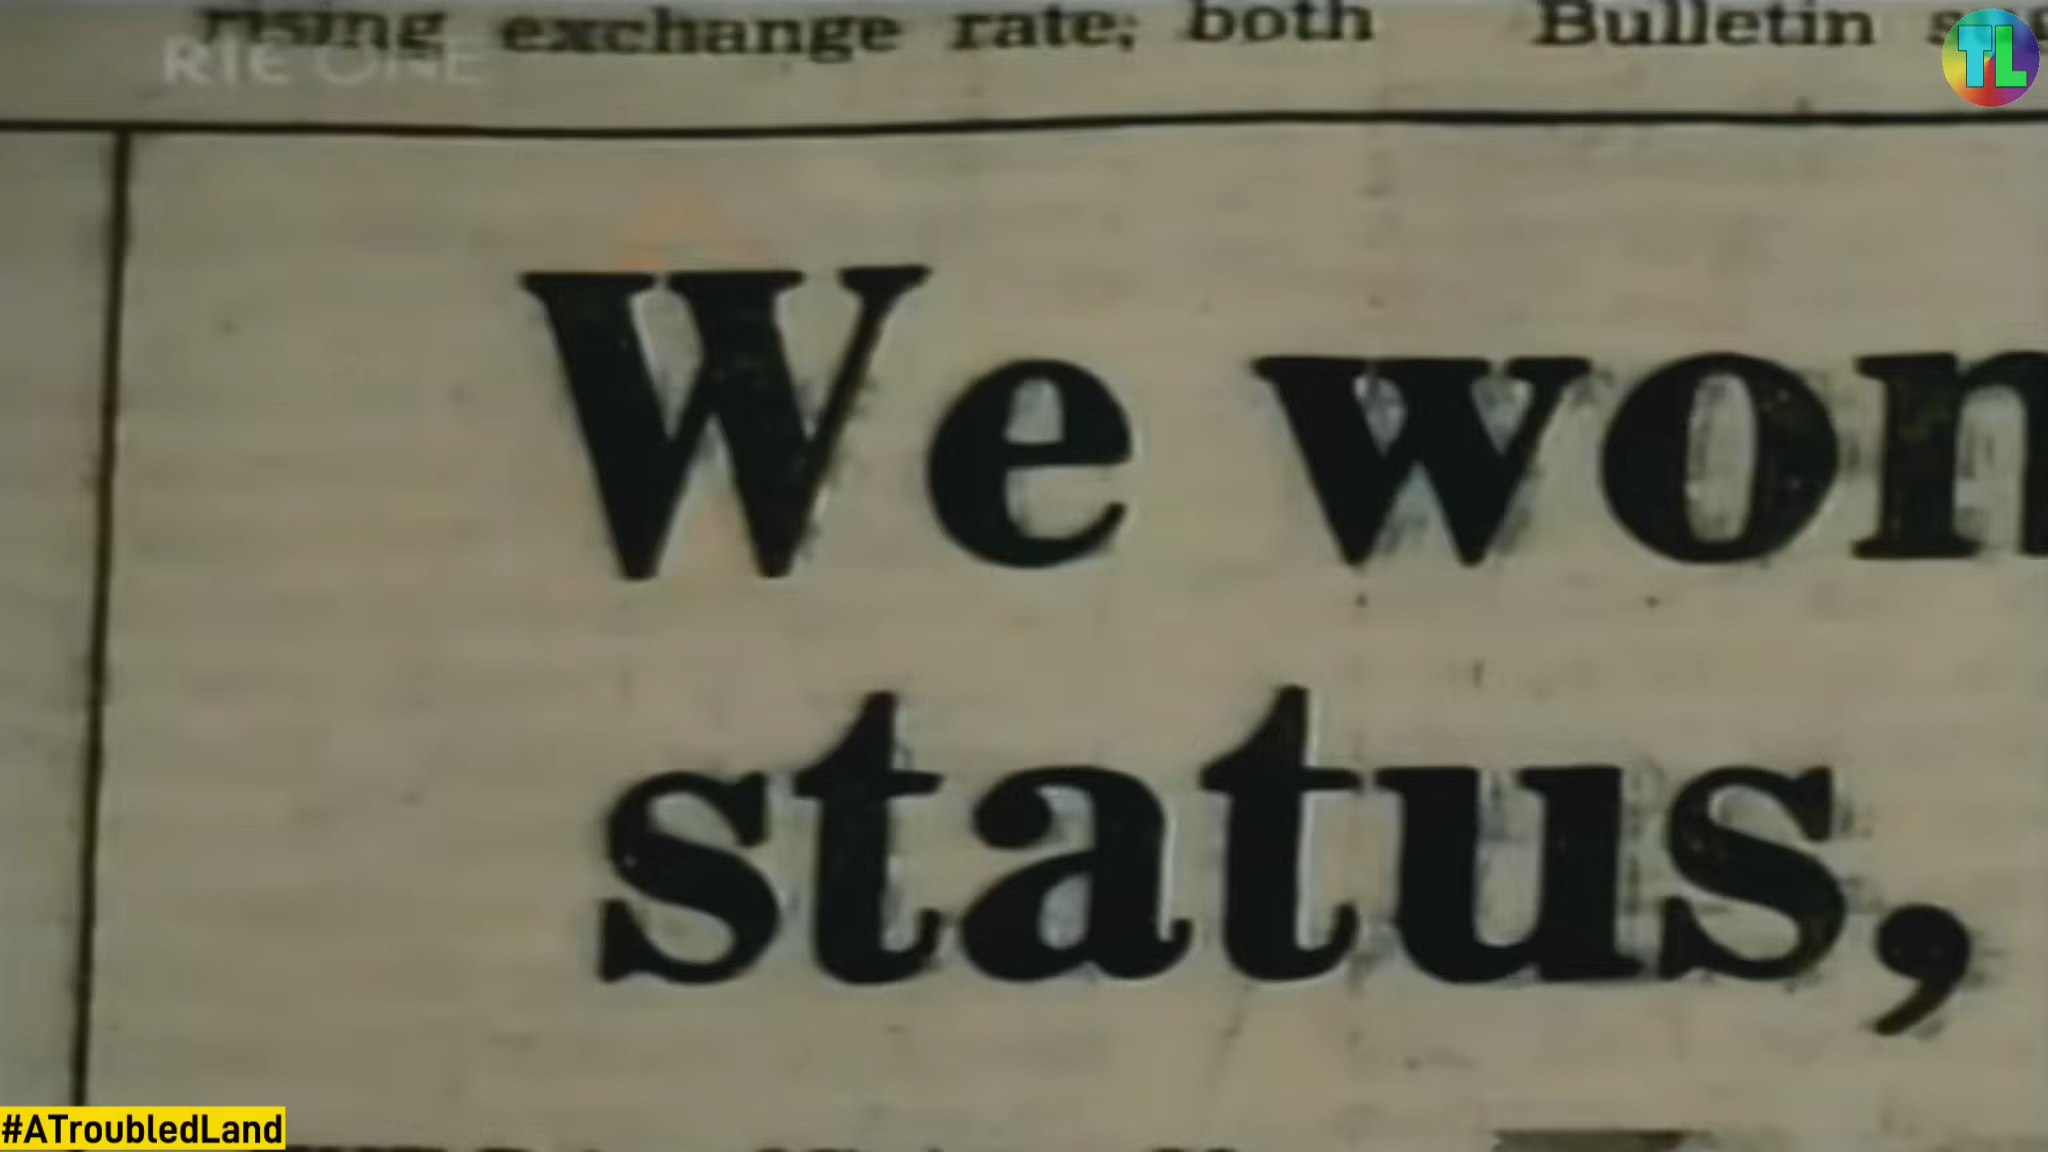 rising exchange rate; both Bulletin
RTÉ ONE
TL
We won
status,
#ATroubledLand